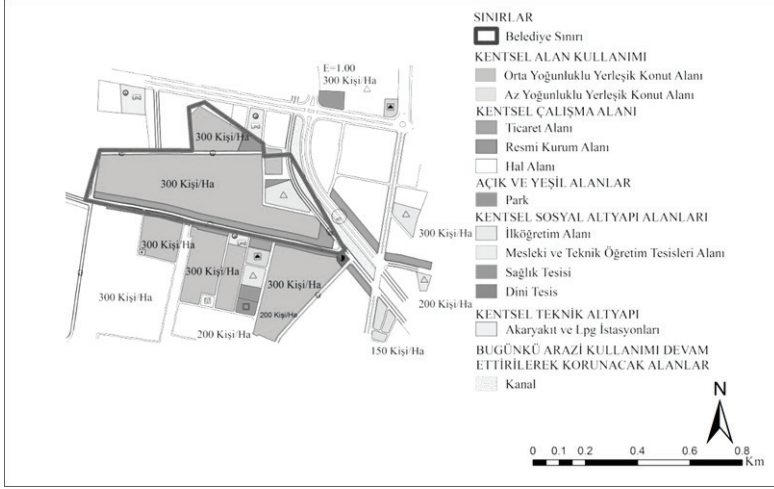 E=1.00
300 Kişi/Ha
300 Kişi/Ha
300 Kişi/Ha
300 Kişi/Ha
300 Kişi/Ha
300 Kişi/Ha
300 Kişi/Ha
300 Kişi/Ha
200 Kişi/Ha
200 Kişi/Ha
200 Kişi/Ha
150 Kişi/Ha
SINIRLAR
Belediye Sınırı
KENTSEL ALAN KULLANIMI
Orta Yoğunluklu Yerleşik Konut Alanı
Az Yoğunluklu Yerleşik Konut Alanı
KENTSEL ÇALIŞMA ALANI
Ticaret Alanı
Resmi Kurum Alanı
Hal Alanı
AÇIK VE YEŞİL ALANLAR
Park
KENTSEL SOSYAL ALTYAPI ALANLARI
İlköğretim Alanı
Mesleki ve Teknik Öğretim Tesisleri Alanı
Sağlık Tesisi
Dini Tesis
KENTSEL TEKNİK ALTYAPI
Akaryakıt ve Lpg İstasyonları
BUGÜNKÜ ARAZİ KULLANIMI DEVAM
ETTİRİLEREK KORUNACAK ALANLAR
Kanal
N
0 0.1 0.2 0.4 0.6 0.8
Km